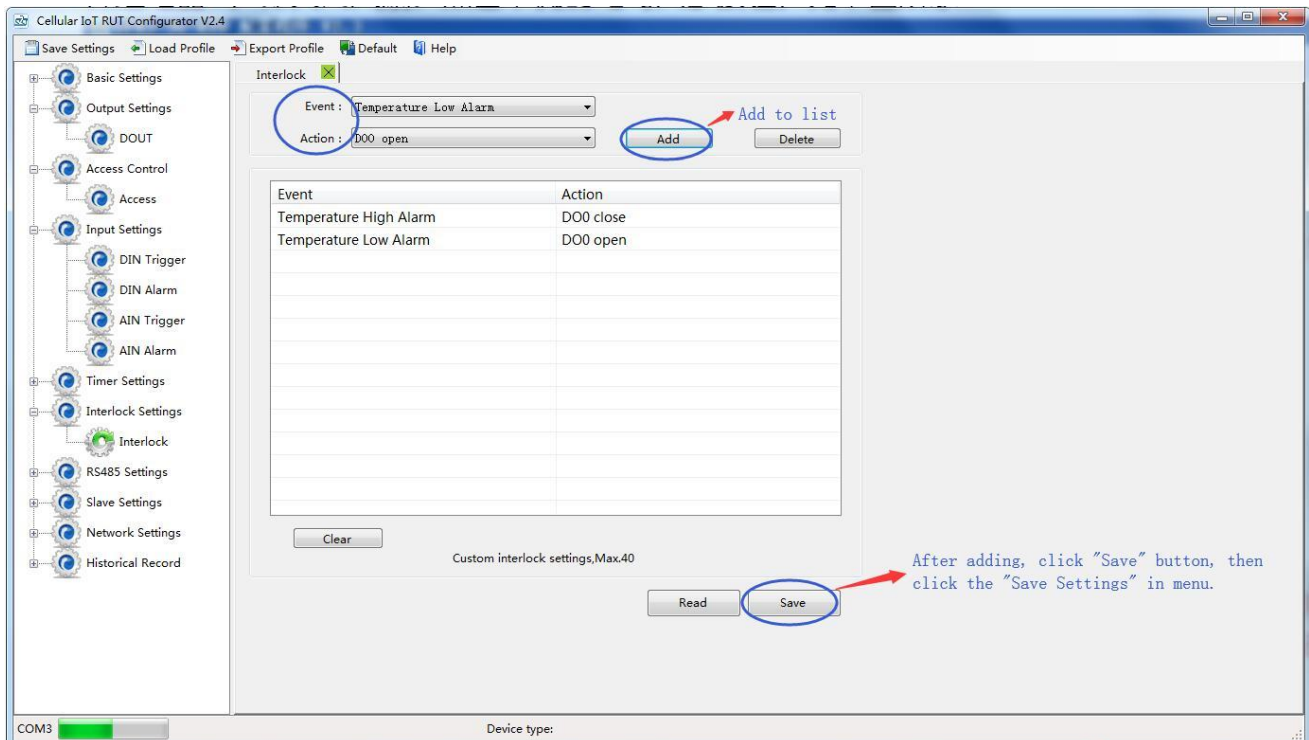 Cellular IoT RUT Configurator V2.4
Save Settings Load Profile Export Profile Default Help
Basic Settings
Output Settings
DOUT
Access Control
Access
Input Settings
DIN Trigger
DIN Alarm
AIN Trigger
AIN Alarm
Timer Settings
Interlock Settings
Interlock
RS485 Settings
Slave Settings
Network Settings
Historical Record
Interlock
Event : Temperature Low Alarm
Add to list
Action : DO0 open Add Delete
Event Action
Temperature High Alarm DO0 close
Temperature Low Alarm DO0 open
Clear
Custom interlock settings,Max.40
After adding, click "Save" button, then
click the "Save Settings" in menu.
Read Save
COM3 Device type: